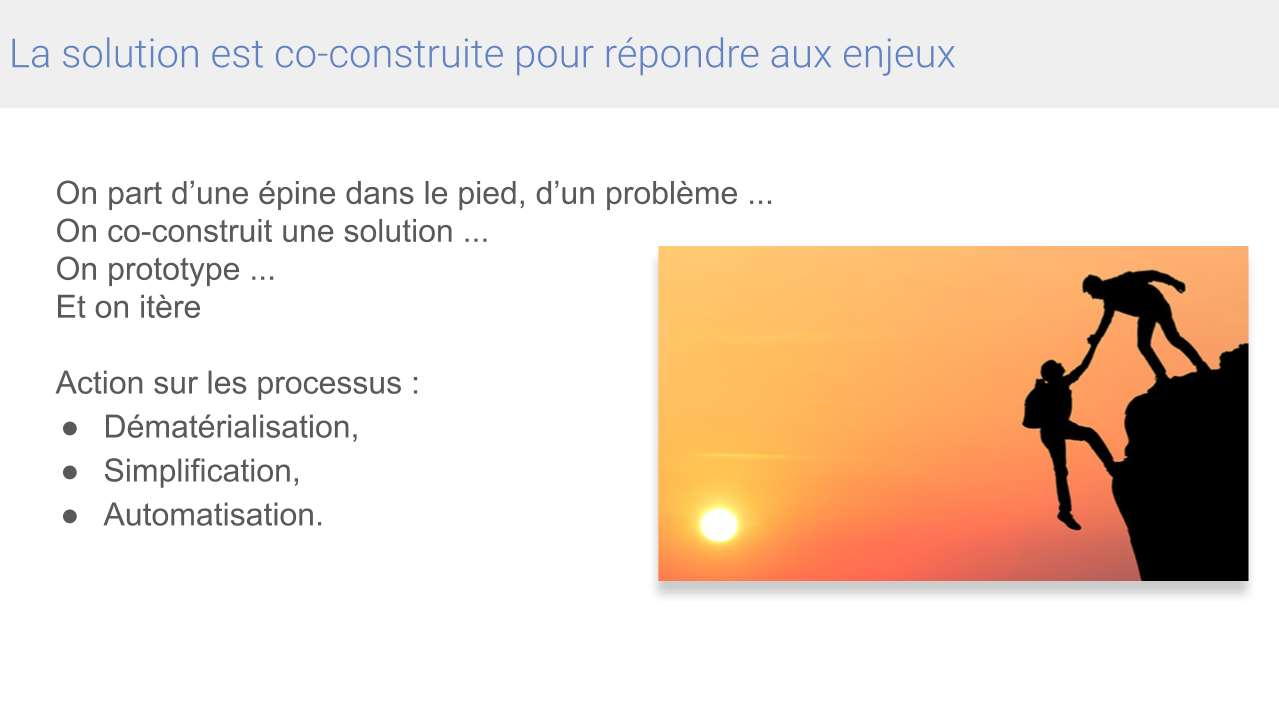 La solution est co-construite pour répondre aux enjeux
On part d’une épine dans le pied, d’un problème ...
On co-construit une solution ...
On prototype ...
Et on itère
Action sur les processus :
● Dématérialisation,
● Simplification,
● Automatisation.